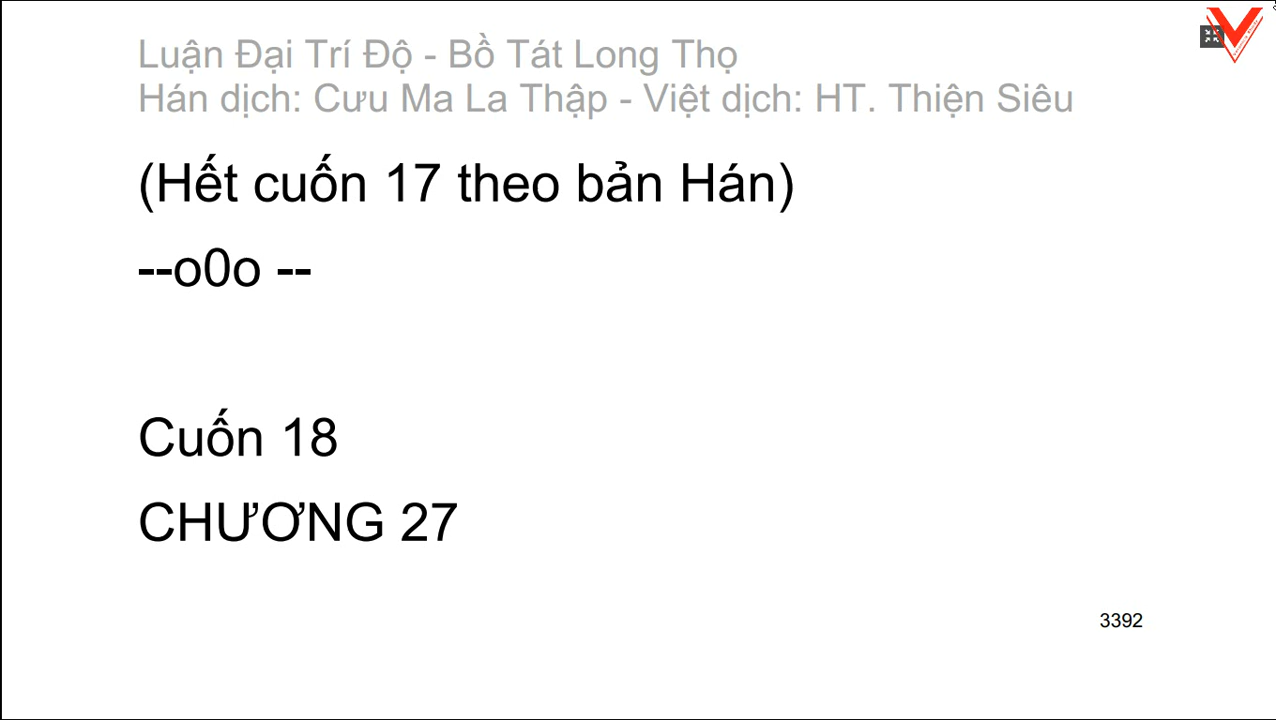 Luận Đại Trí Độ - Bồ Tát Long Thọ
Hán dịch: Cưu Ma La Thập - Việt dịch: HT. Thiện Siêu
(Hết cuốn 17 theo bản Hán)
--o0o --
Cuốn 18
CHƯƠNG 27
3392